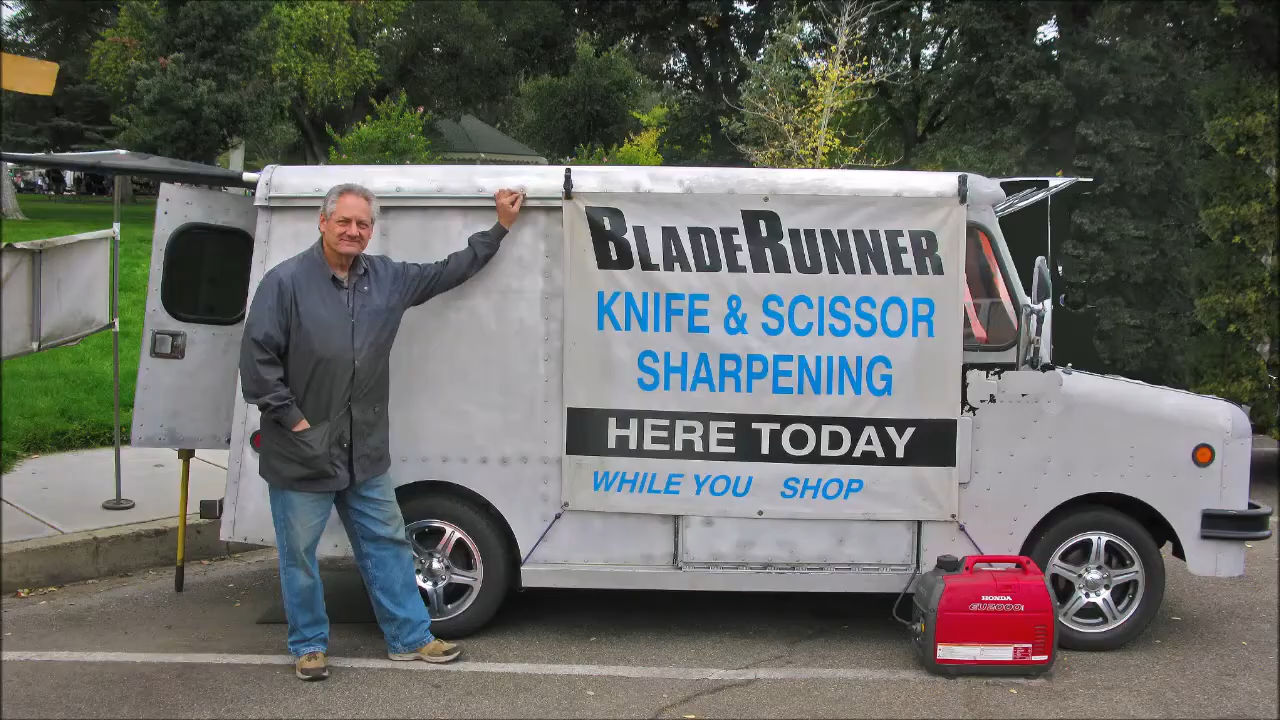 BLADERUNNER
KNIFE & SCISSOR
SHARPENING
HERE TODAY
WHILE YOU SHOP
HONDA
EU2000i